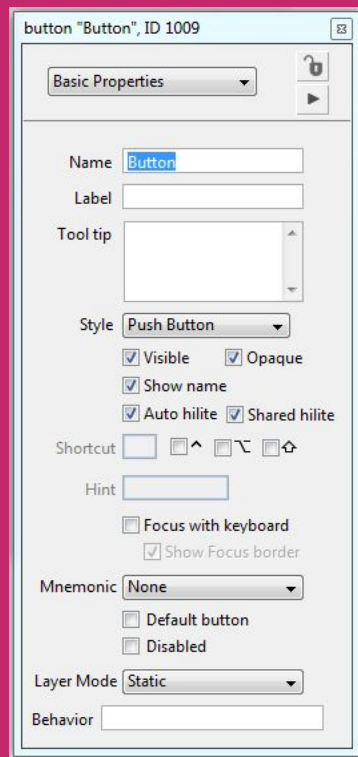 button "Button", ID 1009
Basic Properties
Name Button
Label
Tool tip
Style Push Button
Visible Opaque
Show name
Auto hilite Shared hilite
Shortcut ^ ⌥ ⇧
Hint
Focus with keyboard
Show Focus border
Mnemonic None
Default button
Disabled
Layer Mode Static
Behavior